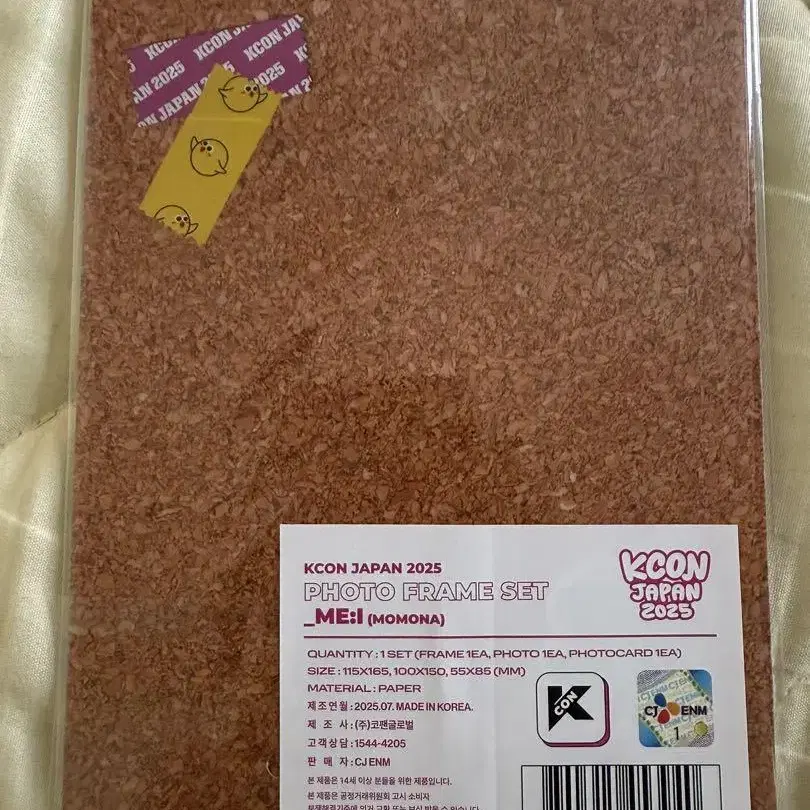 KCON JA
KCON JAPAN 2025
PHOTO FRAME SET
_ME:I (MOMONA)
KCON
JAPAN
2025
QUANTITY : 1 SET (FRAME 1EA, PHOTO 1EA, PHOTOCARD 1EA)
SIZE : 115X165, 100X150, 55X85 (MM)
MATERIAL : PAPER
제조연월 : 2025.07. MADE IN KOREA.
제 조 사 : (주)코팬글로벌
고객상담 : 1544-4205
판 매 자 : CJ ENM
K
CON
CJ ENM
1
본 제품은 14세 이상 분들을 위한 제품입니다.
본 제품은 공정거래위원회 고시 소비자